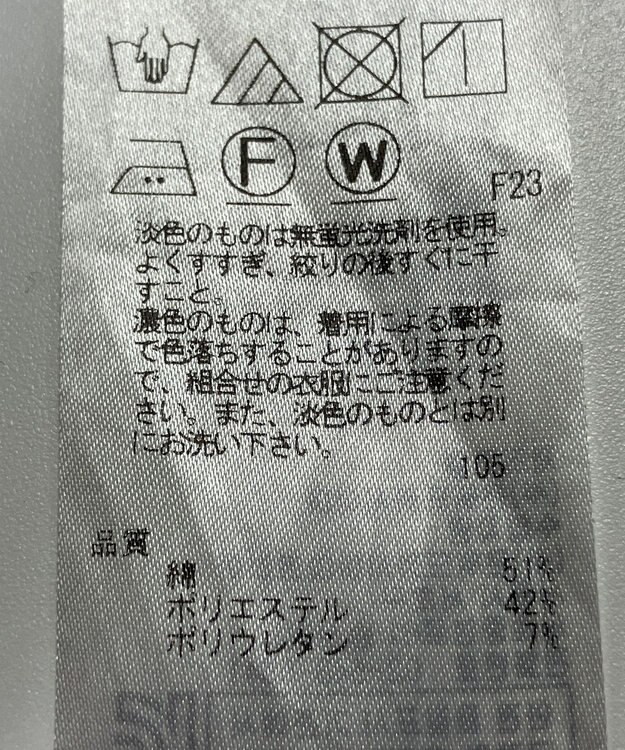 F
W
F23
淡色のものは無蛍光洗剤を使用。
よくすすぎ、絞りの後すぐに干
すこと。
濃色のものは、着用による摩擦
で色落ちすることがありますの
で、組合せの衣服にご注意くだ
さい。また、淡色のものとは別
にお洗い下さい。
105
品質
綿 51%
ポリエステル 42%
ポリウレタン 7%